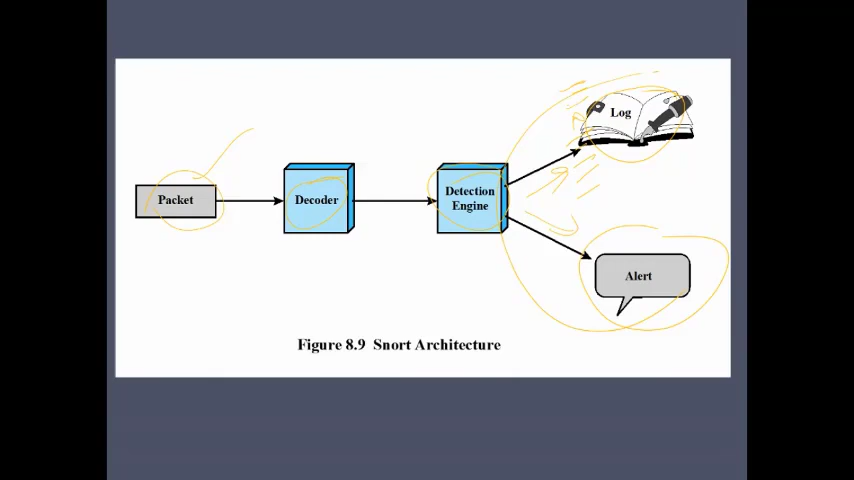 Log
Packet
Decoder
Detection
Engine
Alert
Figure 8.9 Snort Architecture